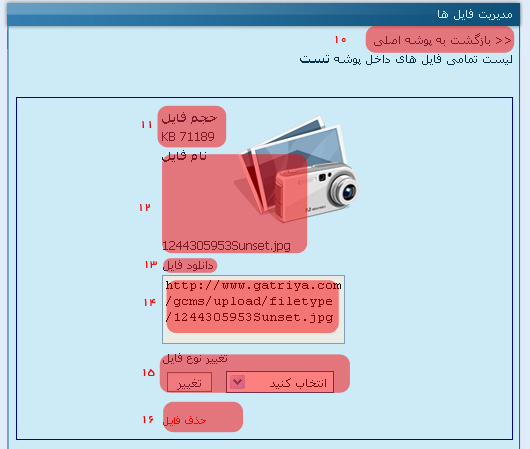 مدیریت فایل ها
<< بازگشت به پوشه اصلی
۱۰
لیست تمامی فایل های داخل پوشه تست
حجم فایل
KB 71189
۱۱
نام فایل
1244305953Sunset.jpg
۱۲
دانلود فایل
۱۳
http://www.gatriya.com
/gcms/upload/filetype
/1244305953Sunset.jpg
۱۴
تغییر نوع فایل
انتخاب کنید
تغییر
۱۵
حذف فایل
۱۶